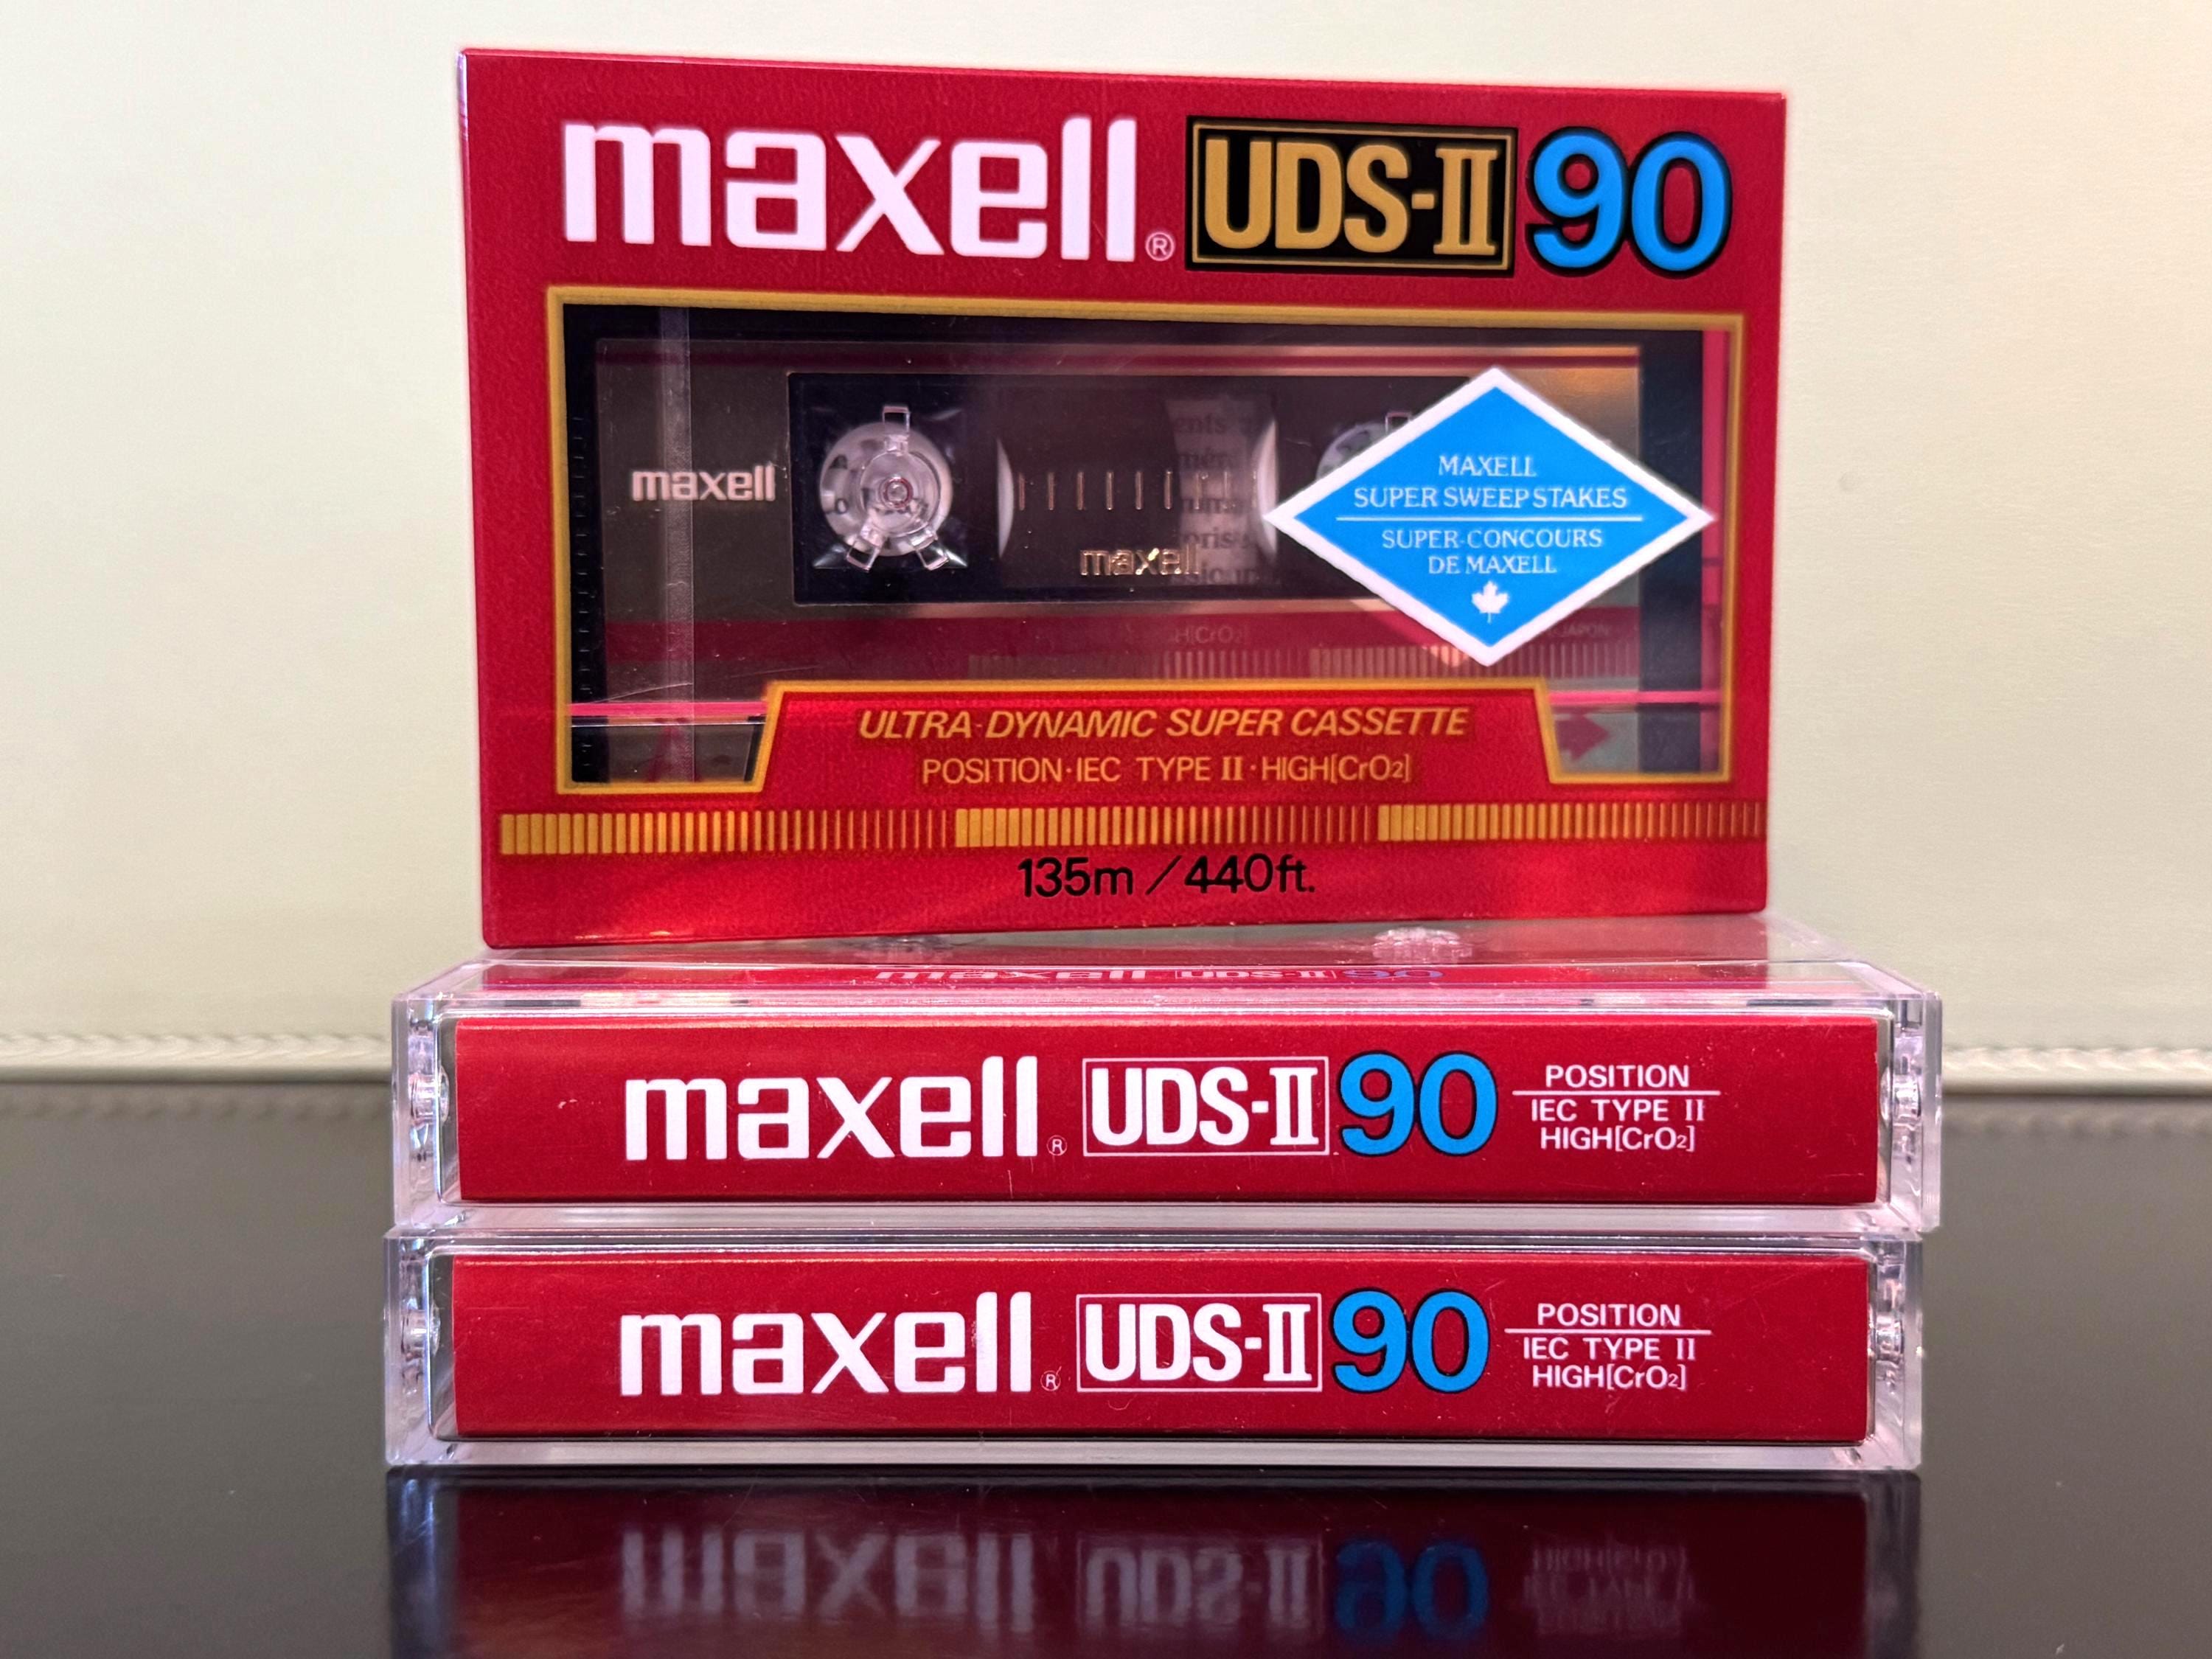 maxell® UDS-II 90
maxell
maxell
MAXELL
SUPER SWEEPSTAKES
SUPER-CONCOURS
DE MAXELL
ULTRA-DYNAMIC SUPER CASSETTE
POSITION·IEC TYPE II·HIGH[CrO2]
135m/440ft.
maxell UDS-II 90
maxell® UDS-II 90
POSITION
IEC TYPE II
HIGH[CrO2]
maxell® UDS-II 90
POSITION
IEC TYPE II
HIGH[CrO2]